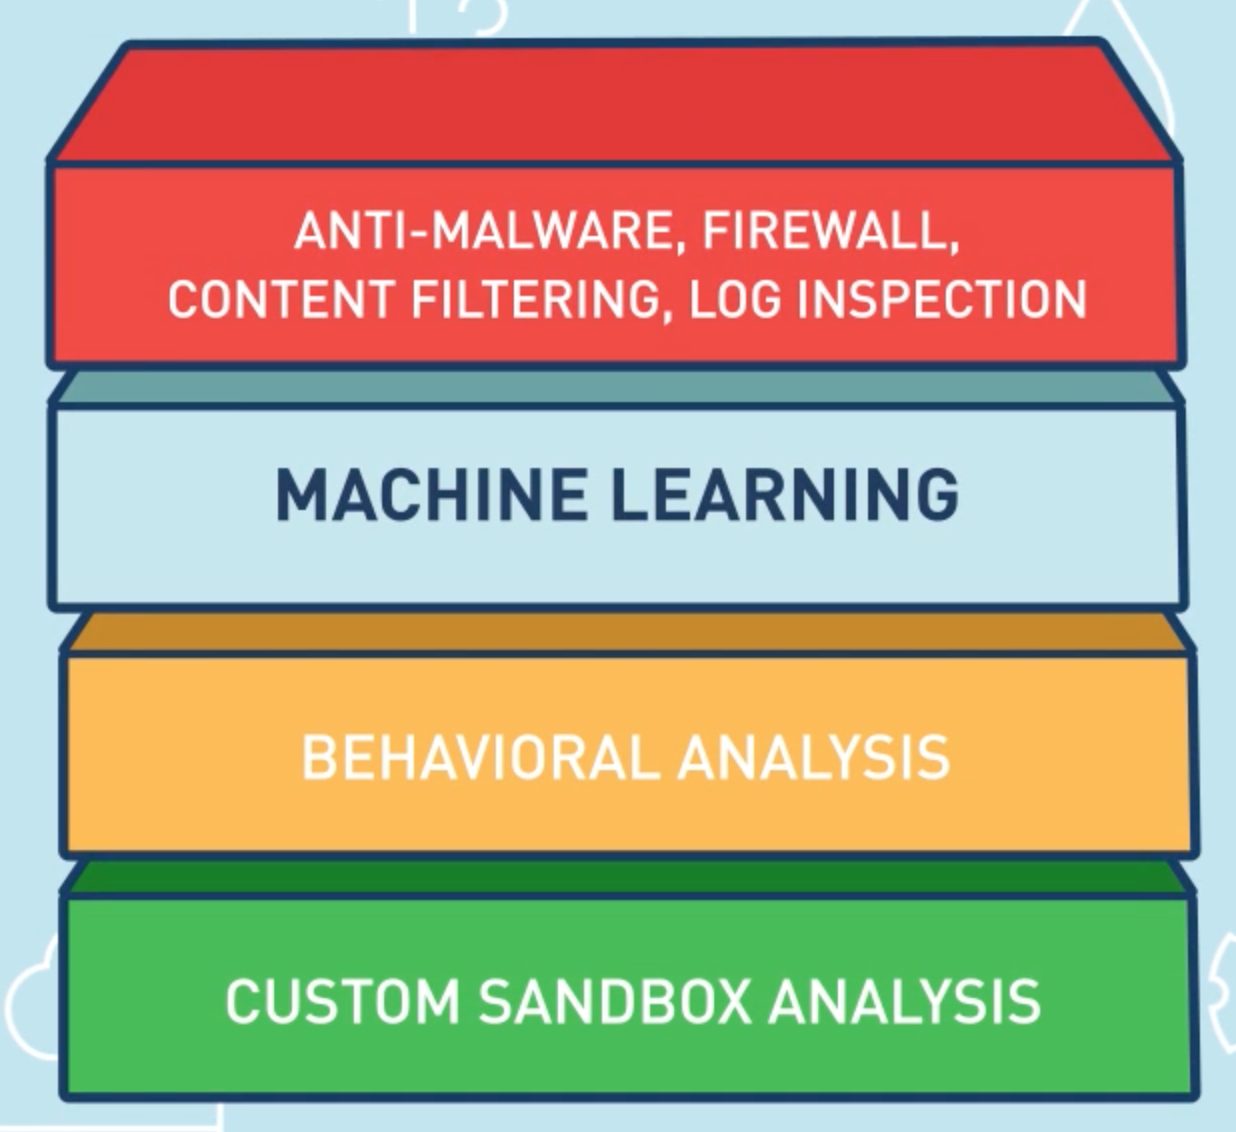 ANTI-MALWARE, FIREWALL,
CONTENT FILTERING, LOG INSPECTION
MACHINE LEARNING
BEHAVIORAL ANALYSIS
CUSTOM SANDBOX ANALYSIS